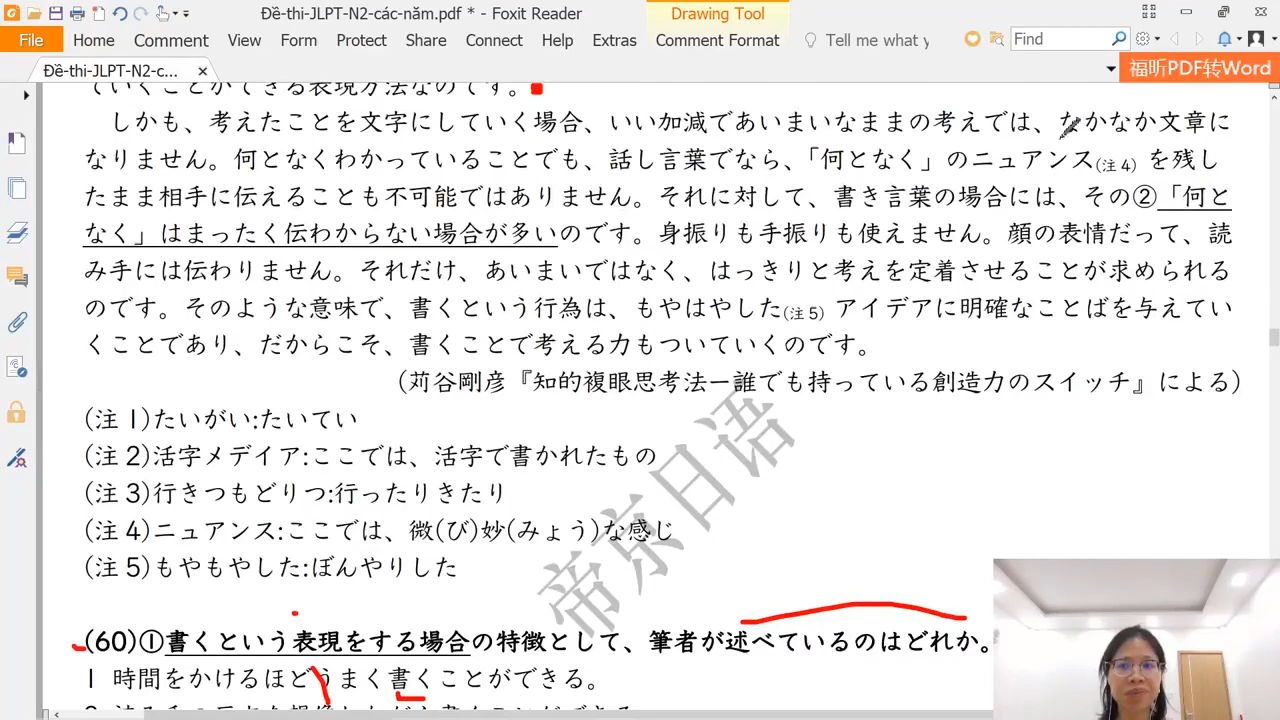 Đề-thi-JLPT-N2-các-năm.pdf * - Foxit Reader
Drawing Tool
File Home Comment View Form Protect Share Connect Help Extras Comment Format Tell me what y Find
Đề-thi-JLPT-N2-c...
福昕PDF转Word
ていくことができる表現方法なのです。
しかも、考えたことを文字にしていく場合、いい加減であいまいなままの考えでは、なかなか文章に
なりません。何となくわかっていることでも、話し言葉でなら、「何となく」のニュアンス(注4)を残し
たまま相手に伝えることも不可能ではありません。それに対して、書き言葉の場合には、その②「何と
なく」はまったく伝わからない場合が多いのです。身振りも手振りも使えません。顔の表情だって、読
み手には伝わりません。それだけ、あいまいではなく、はっきりと考えを定着させることが求められる
のです。そのような意味で、書くという行為は、もやはやした(注5)アイデアに明確なことばを与えてい
くことであり、だからこそ、書くことで考える力もついていくのです。
(苅谷剛彦『知的複眼思考法ー誰でも持っている創造力のスイッチ』による)
(注1)たいがい:たいてい
(注2)活字メデイア:ここでは、活字で書かれたもの
(注3)行きつもどりつ:行ったりきたり
(注4)ニュアンス:ここでは、微(び)妙(みょう)な感じ
(注5)もやもやした:ぼんやりした
帝京日语
(60)①書くという表現をする場合の特徴として、筆者が述べているのはどれか。
1 時間をかけるほどうまく書くことができる。